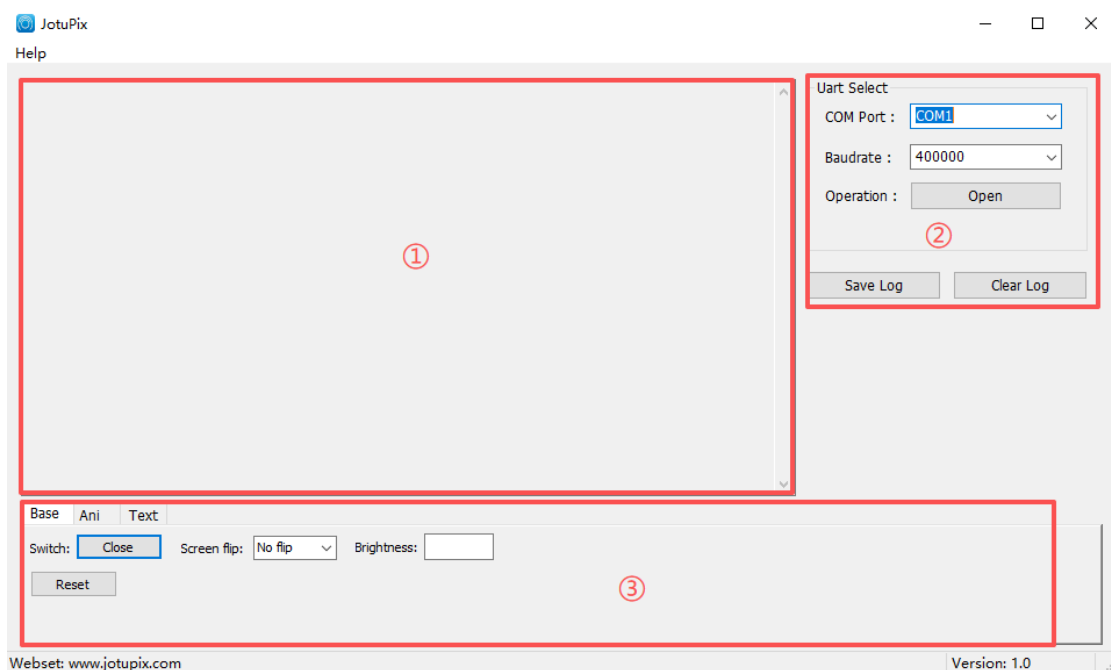 JotuPix
Help
①
Uart Select
COM Port : COM1
Baudrate : 400000
Operation : Open
②
Save Log Clear Log
Base Ani Text
Switch: Close Screen flip: No flip Brightness:
Reset
③
Webset: www.jotupix.com Version: 1.0